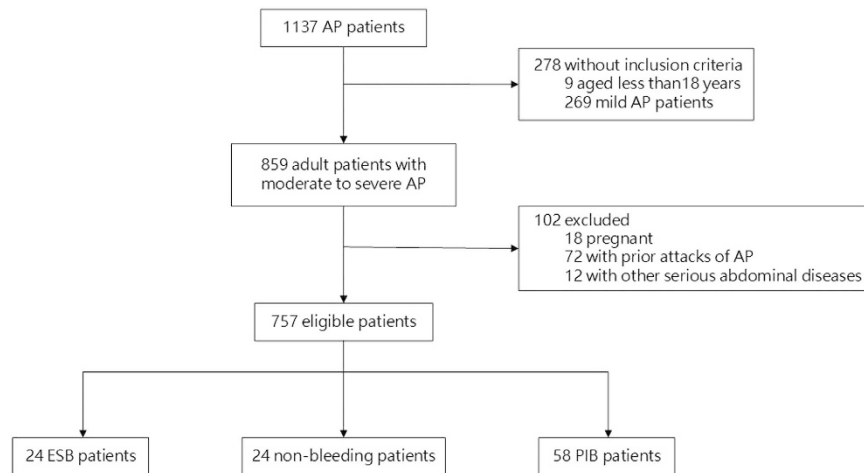 1137 AP patients
278 without inclusion criteria
9 aged less than18 years
269 mild AP patients
859 adult patients with
moderate to severe AP
102 excluded
18 pregnant
72 with prior attacks of AP
12 with other serious abdominal diseases
757 eligible patients
24 ESB patients
24 non-bleeding patients
58 PIB patients